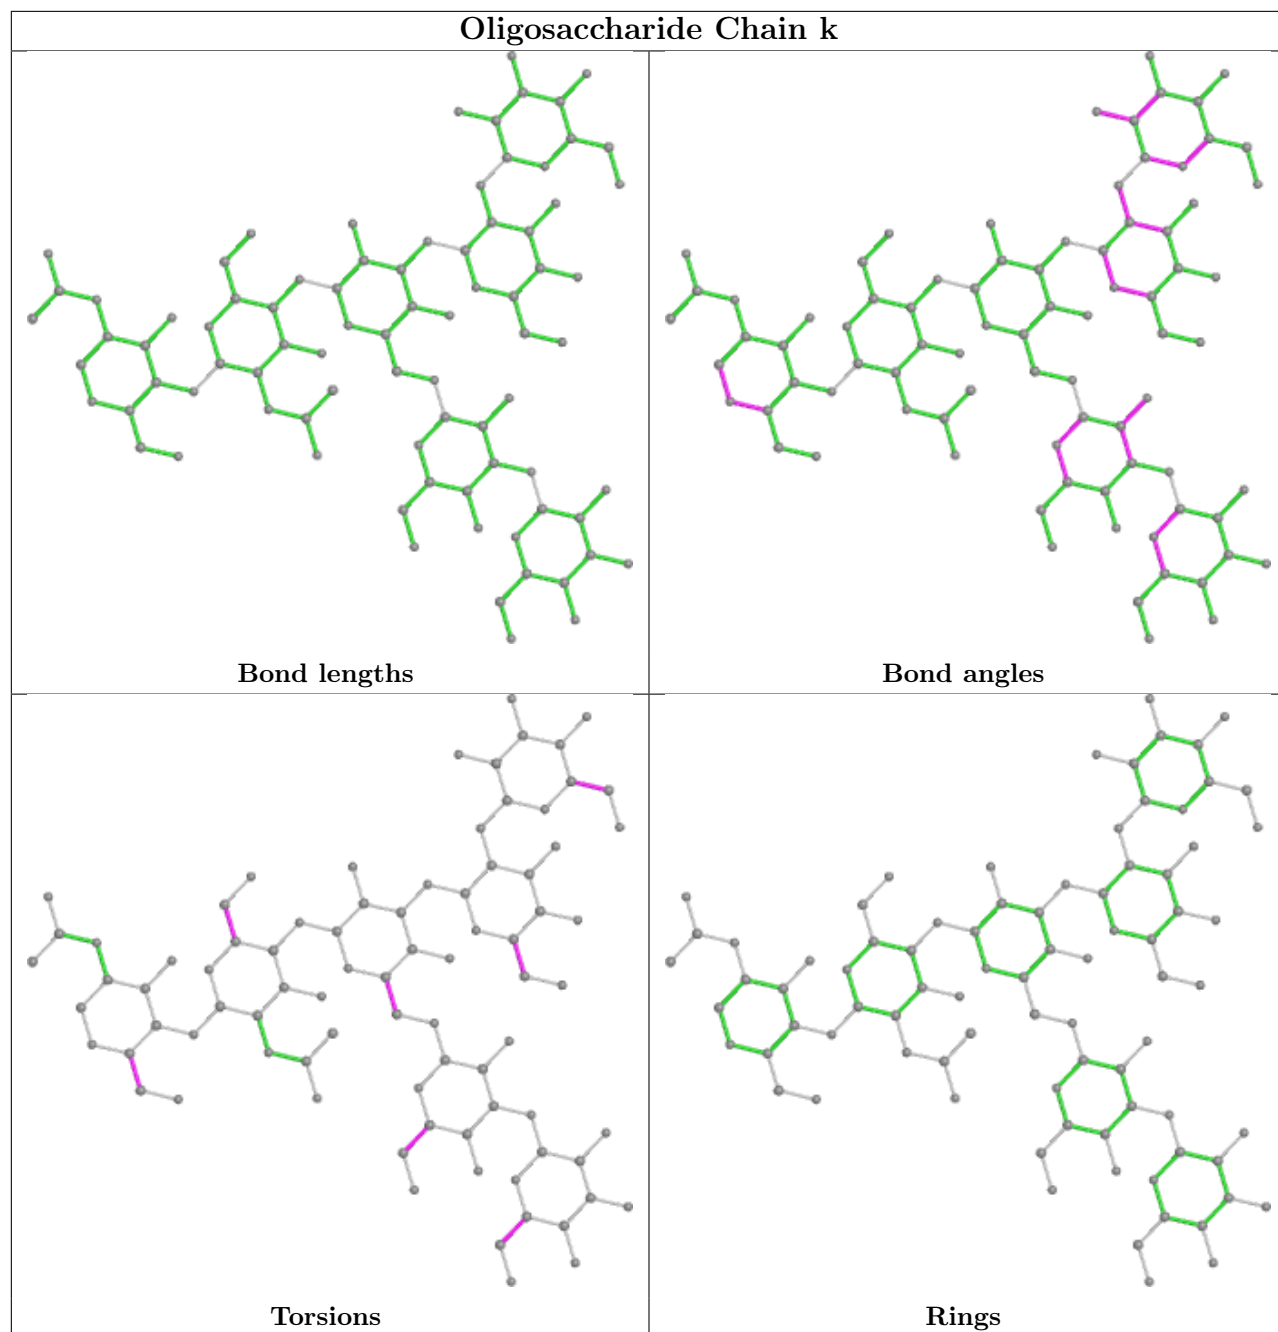 Oligosaccharide Chain k
Bond lengths
Bond angles
Torsions
Rings